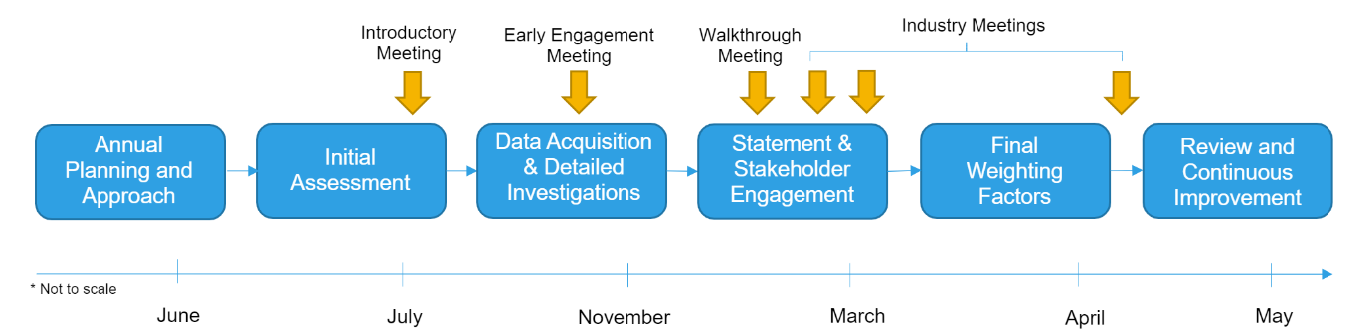 Introductory
Meeting
Early Engagement
Meeting
Walkthrough
Meeting
Industry Meetings
Annual
Planning and
Approach
Initial
Assessment
Data Acquisition
& Detailed
Investigations
Statement &
Stakeholder
Engagement
Final
Weighting
Factors
Review and
Continuous
Improvement
* Not to scale
June
July
November
March
April
May